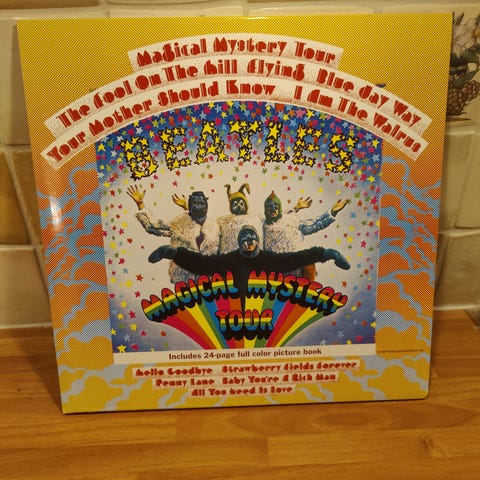 Magical Mystery Tour
The Fool On The Hill Flying Blue Jay Way
Your Mother Should Know I Am The Walrus
BEATLES
MAGICAL MYSTERY
TOUR
Includes 24-page full color picture book
Hello Goodbye Strawberry Fields Forever
Penny Lane Baby You're A Rich Man
All You Need Is Love